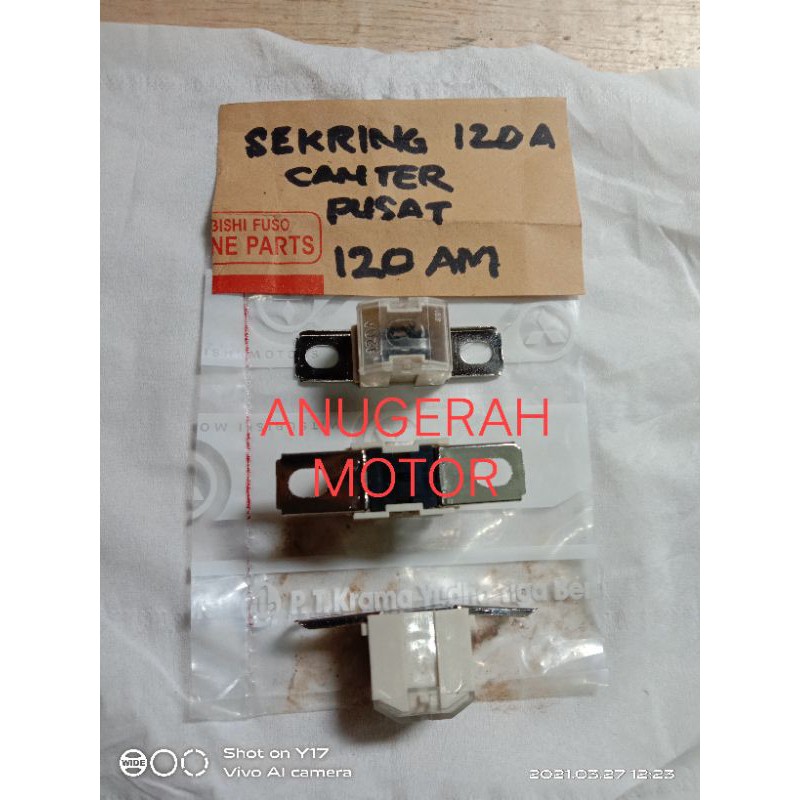 SEKRING 120A
CANTER
PUSAT
BISHI FUSO
NE PARTS
120 AM
ANUGERAH
MOTOR
P.T.Krama
WIDE
Shot on Y17
Vivo AI camera
2021.03.27 12:23